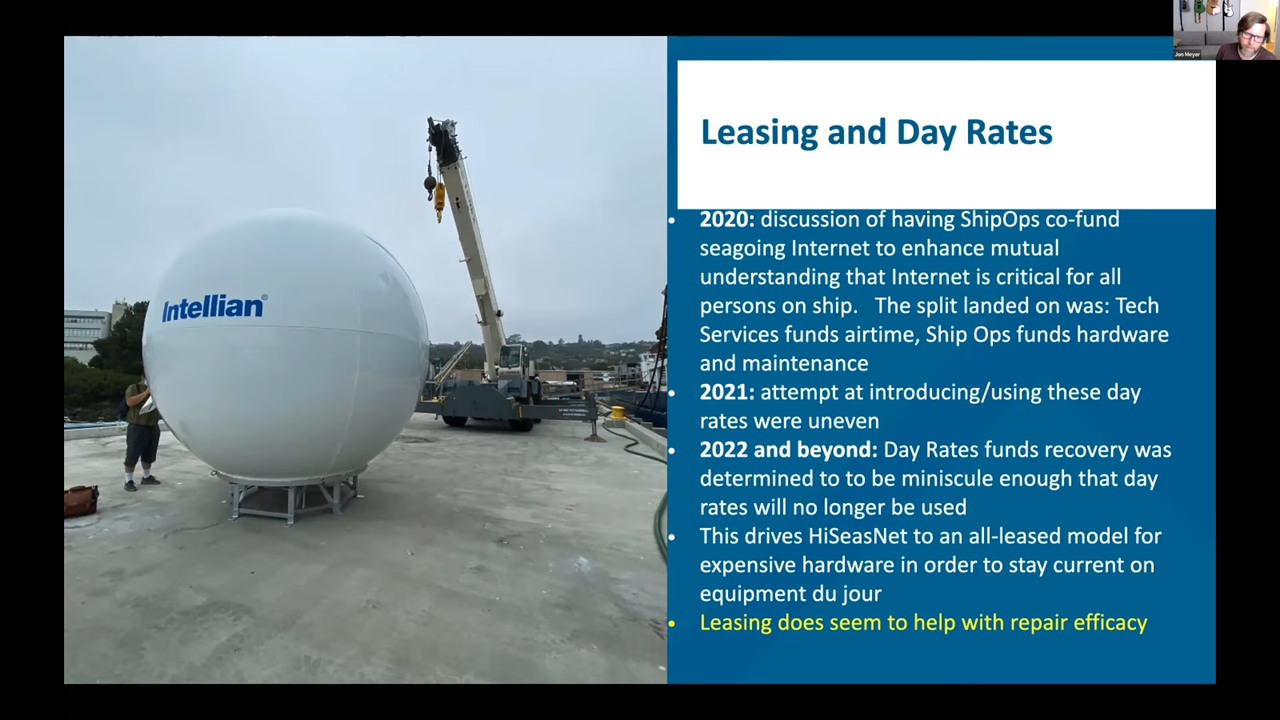 Jon Meyer
Leasing and Day Rates
• 2020: discussion of having ShipOps co-fund
seagoing Internet to enhance mutual
understanding that Internet is critical for all
persons on ship. The split landed on was: Tech
Services funds airtime, Ship Ops funds hardware
and maintenance
• 2021: attempt at introducing/using these day
rates were uneven
• 2022 and beyond: Day Rates funds recovery was
determined to to be miniscule enough that day
rates will no longer be used
• This drives HiSeasNet to an all-leased model for
expensive hardware in order to stay current on
equipment du jour
• Leasing does seem to help with repair efficacy
Intellian®